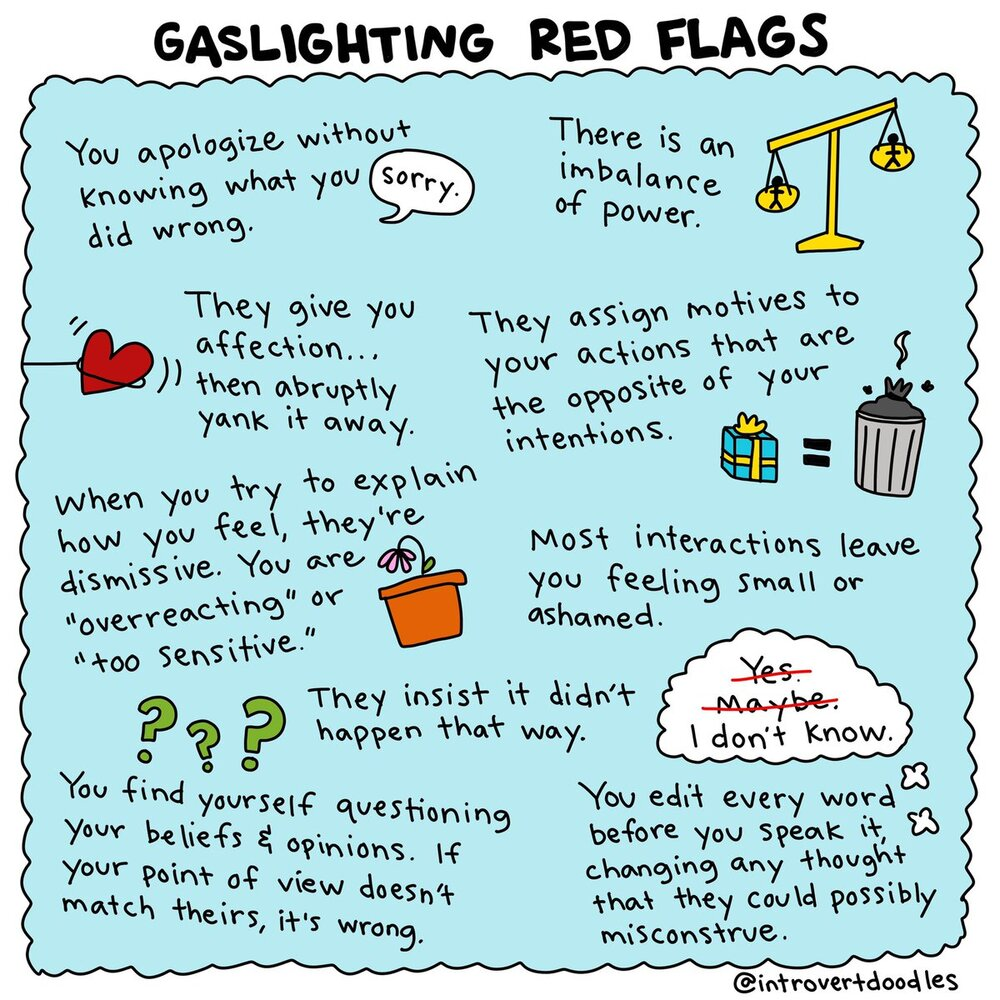 GASLIGHTING RED FLAGS
You apologize without
knowing what you
did wrong.
sorry.
There is an
imbalance
of power.
They give you
affection...
then abruptly
yank it away.
They assign motives to
your actions that are
the opposite of your
intentions.
=
When you try to explain
how you feel, they're
dismissive. You are
"overreacting" or
"too sensitive."
Most interactions leave
you feeling small or
ashamed.
? ? ?
They insist it didn't
happen that way.
Yes.
Maybe.
I don't know.
You find yourself questioning
your beliefs & opinions. If
your point of view doesn't
match theirs, it's wrong.
You edit every word
before you speak it,
changing any thought
that they could possibly
misconstrue.
@introvertdoodles